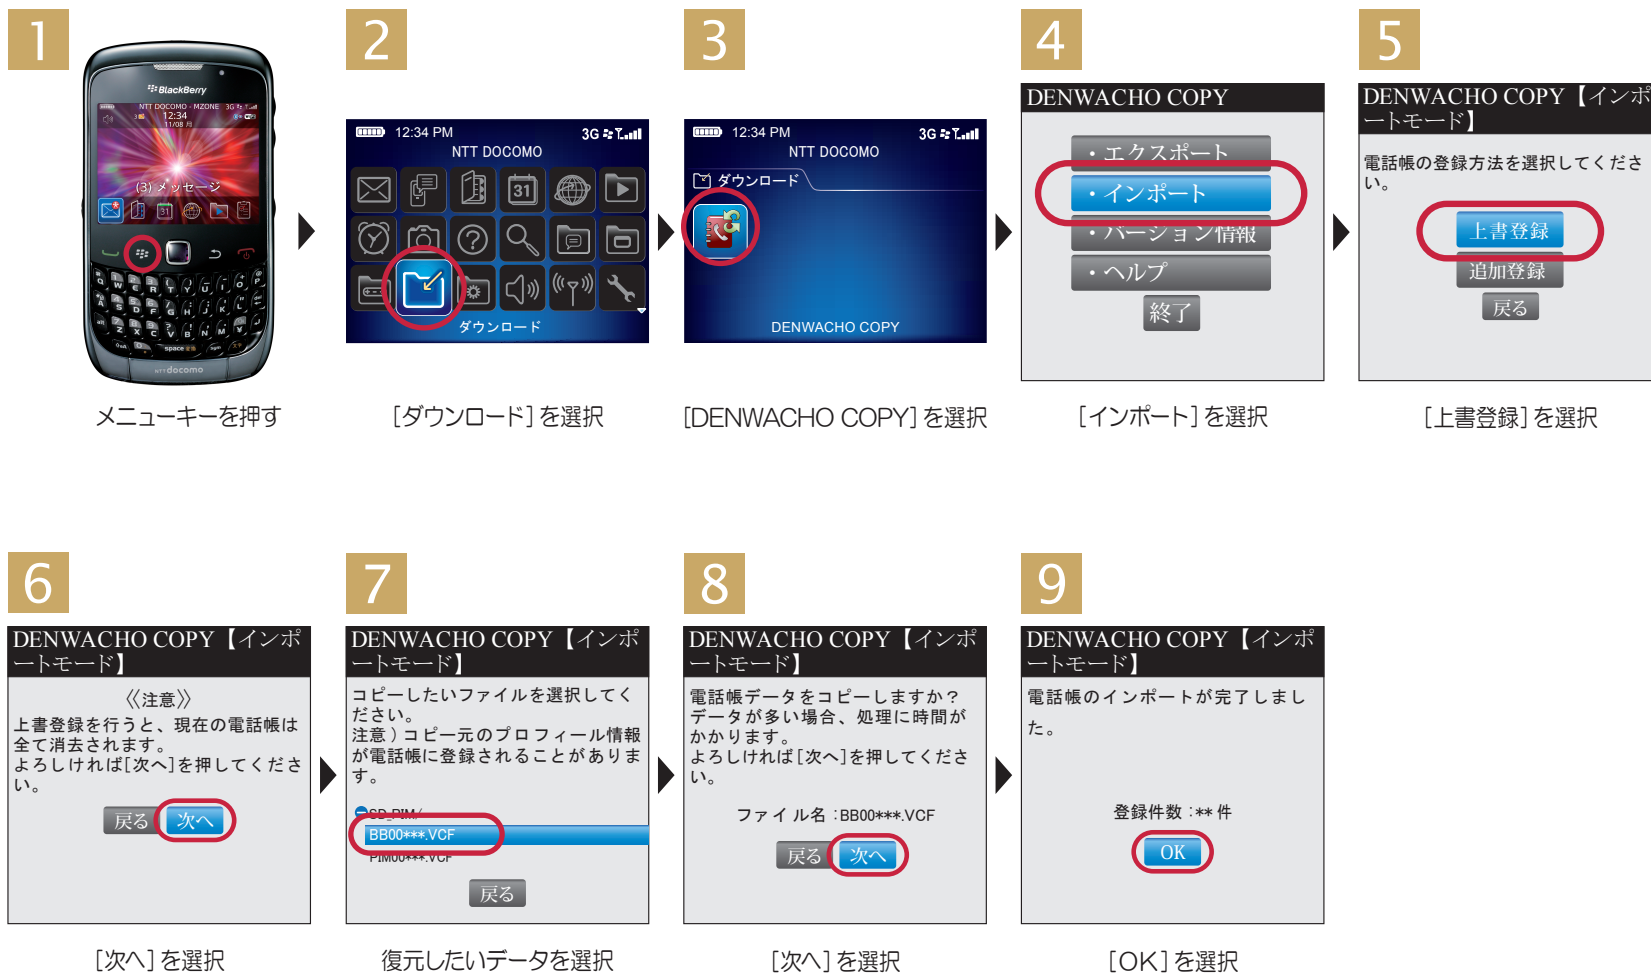 1
BlackBerry
NTT DOCOMO - MZONE 3G
12:34
11/08 月
(3) メッセージ
31
space
sym
NTT docomo
メニューキーを押す
2
12:34 PM 3G
NTT DOCOMO
31
ダウンロード
[ダウンロード]を選択
3
12:34 PM 3G
NTT DOCOMO
ダウンロード
DENWACHO COPY
[DENWACHO COPY]を選択
4
DENWACHO COPY
・エクスポート
・インポート
・バージョン情報
・ヘルプ
終了
[インポート]を選択
5
DENWACHO COPY【インポ
ートモード】
電話帳の登録方法を選択してくださ
い。
上書登録
追加登録
戻る
[上書登録]を選択
6
DENWACHO COPY【インポ
ートモード】
《注意》
上書登録を行うと、現在の電話帳は
全て消去されます。
よろしければ[次へ]を押してくださ
い。
戻る 次へ
[次へ]を選択
7
DENWACHO COPY【インポ
ートモード】
コピーしたいファイルを選択してく
ださい。
注意）コピー元のプロフィール情報
が電話帳に登録されることがありま
す。
SD_PIM/
BB00***.VCF
PIM00***.VCF
戻る
復元したいデータを選択
8
DENWACHO COPY【インポ
ートモード】
電話帳データをコピーしますか？
データが多い場合、処理に時間が
かかります。
よろしければ[次へ]を押してくださ
い。
ファイル名：BB00***.VCF
戻る 次へ
[次へ]を選択
9
DENWACHO COPY【インポ
ートモード】
電話帳のインポートが完了しまし
た。
登録件数：**件
OK
[OK]を選択